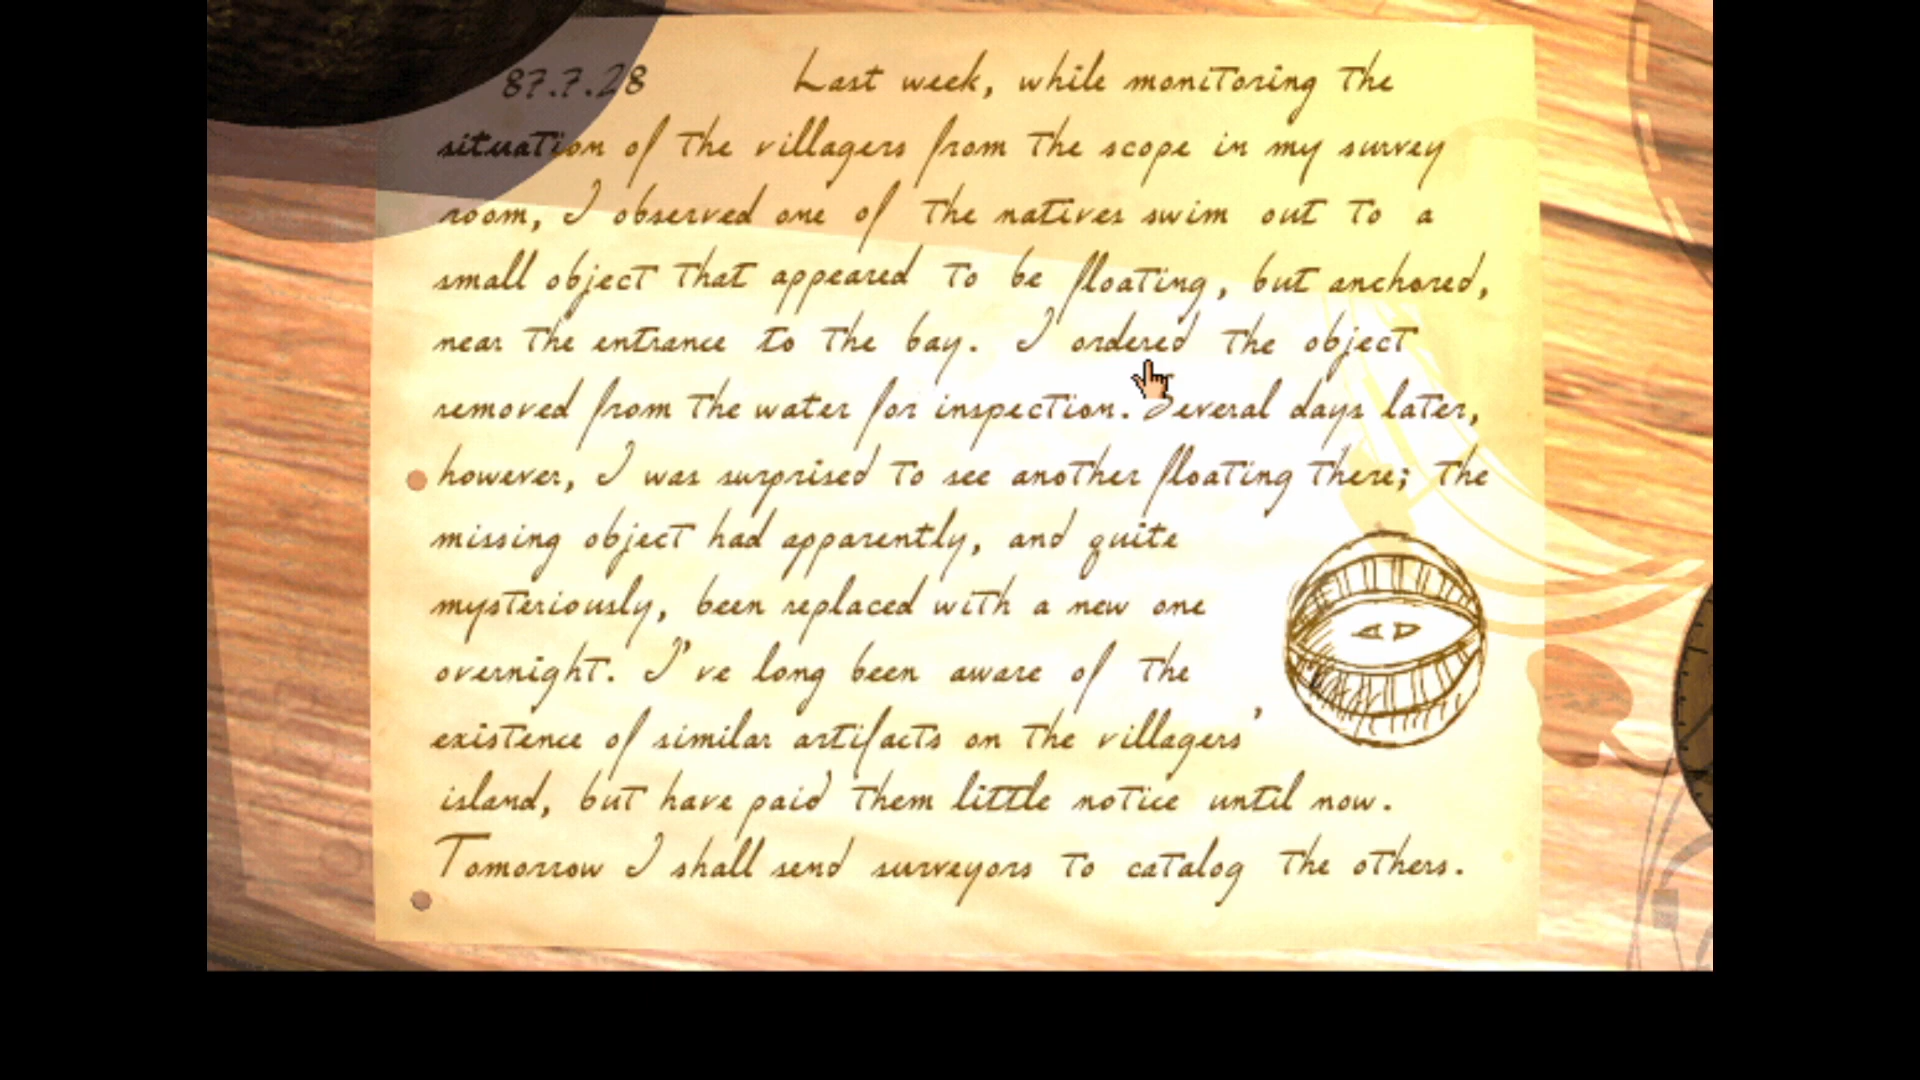 87.7.28 Last week, while monitoring the
situation of the villagers from the scope in my survey
room, I observed one of the natives swim out to a
small object that appeared to be floating, but anchored,
near the entrance to the bay. I ordered the object
removed from the water for inspection. Several days later,
however, I was surprised to see another floating there; the
missing object had apparently, and quite
mysteriously, been replaced with a new one
overnight. I've long been aware of the
existence of similar artifacts on the villagers'
island, but have paid them little notice until now.
Tomorrow I shall send surveyors to catalog the others.